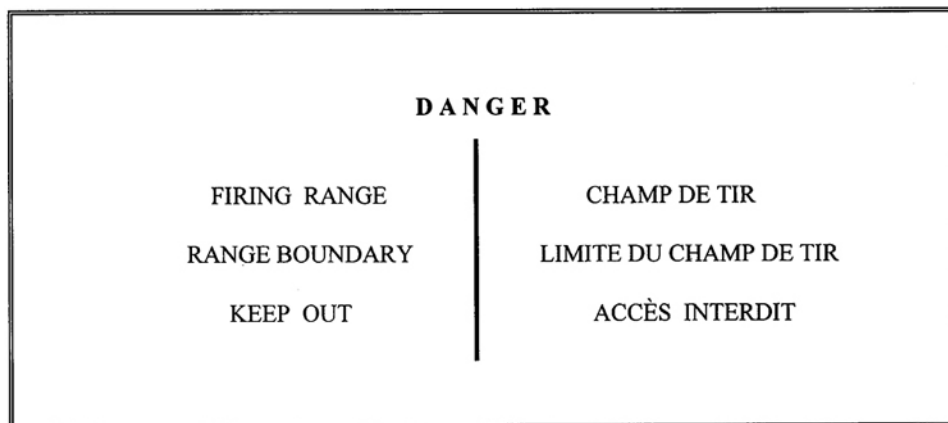 DANGER
FIRING RANGE
RANGE BOUNDARY
KEEP OUT
CHAMP DE TIR
LIMITE DU CHAMP DE TIR
ACCÈS INTERDIT